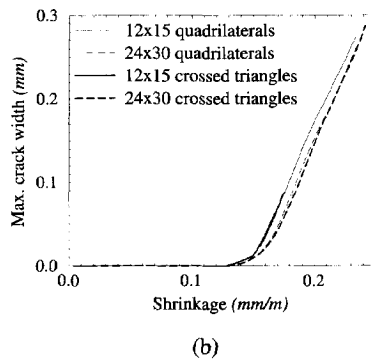 0.3
12x15 quadrilaterals
24x30 quadrilaterals
12x15 crossed triangles
24x30 crossed triangles
0.2
Max. crack width (mm)
0.1
0.0
0.0 0.1 0.2
Shrinkage (mm/m)
(b)